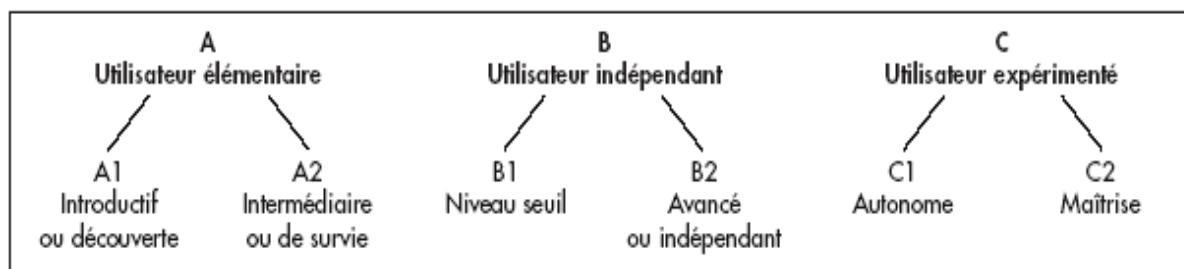 A
Utilisateur élémentaire
B
Utilisateur indépendant
C
Utilisateur expérimenté
A1
Introductif
ou découverte
A2
Intermédiaire
ou de survie
B1
Niveau seuil
B2
Avancé
ou indépendant
C1
Autonome
C2
Maîtrise